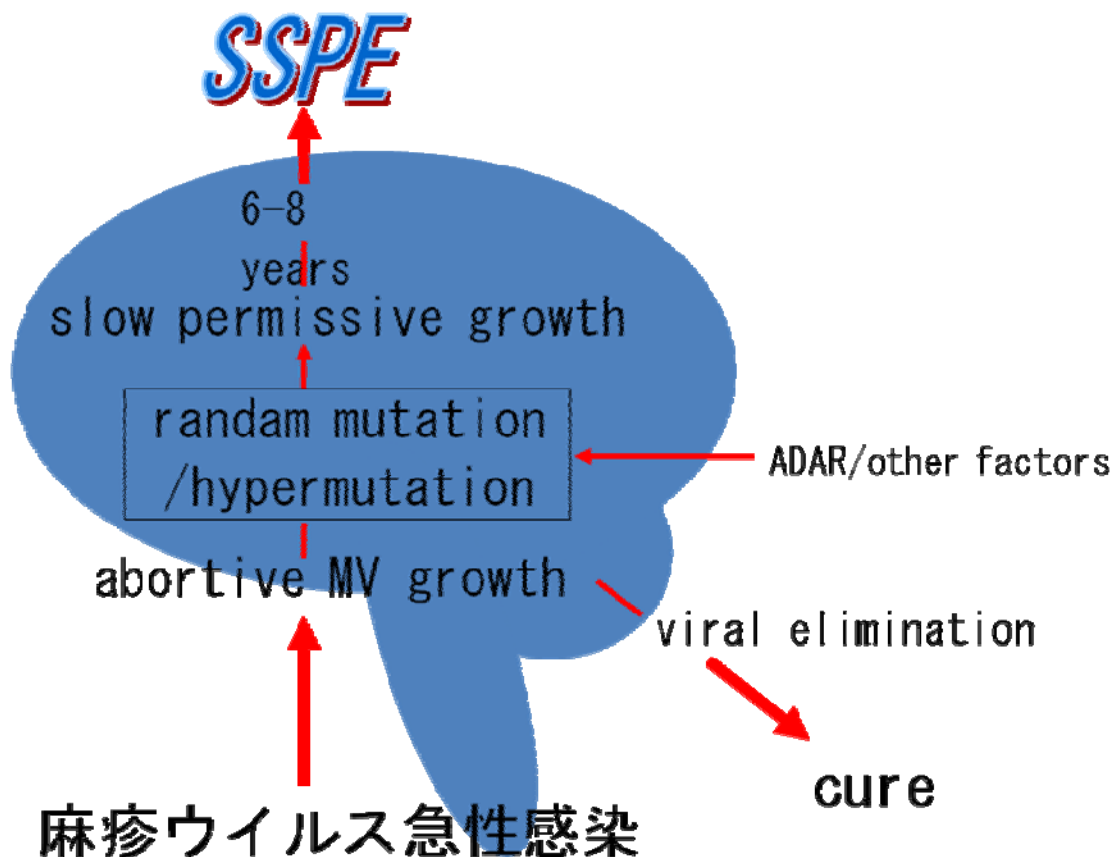 SSPE
6-8
years
slow permissive growth
randam mutation
/hypermutation
ADAR/other factors
abortive MV growth
viral elimination
cure
麻疹ウイルス急性感染